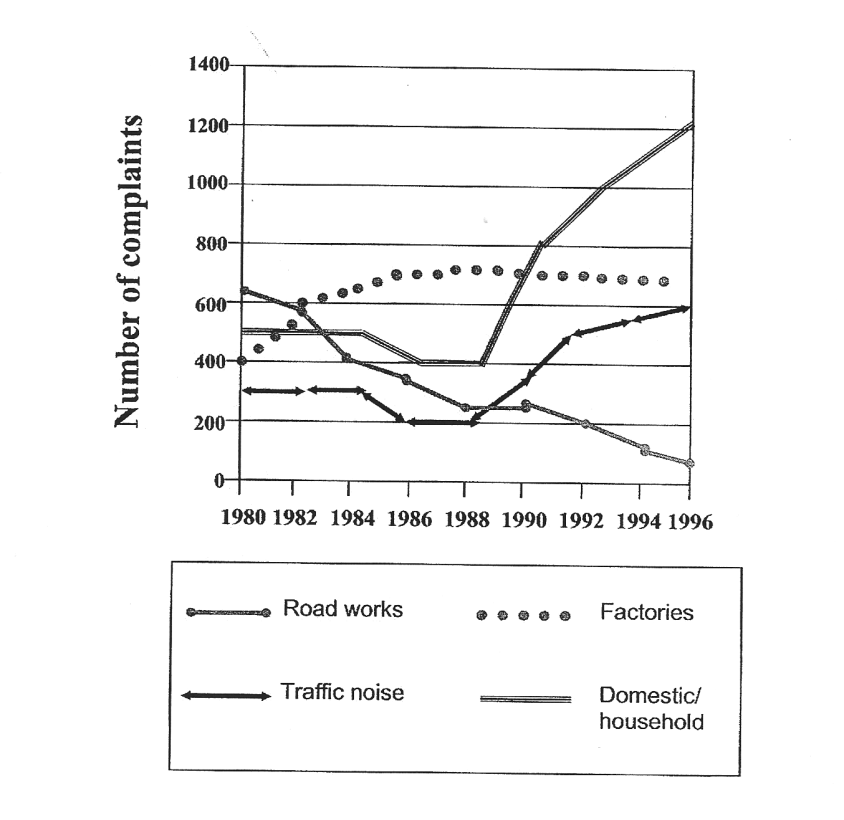 1400
1200
1000
800
600
400
200
0
Number of complaints
1980 1982 1984 1986 1988 1990 1992 1994 1996
Road works
Factories
Traffic noise
Domestic/
household